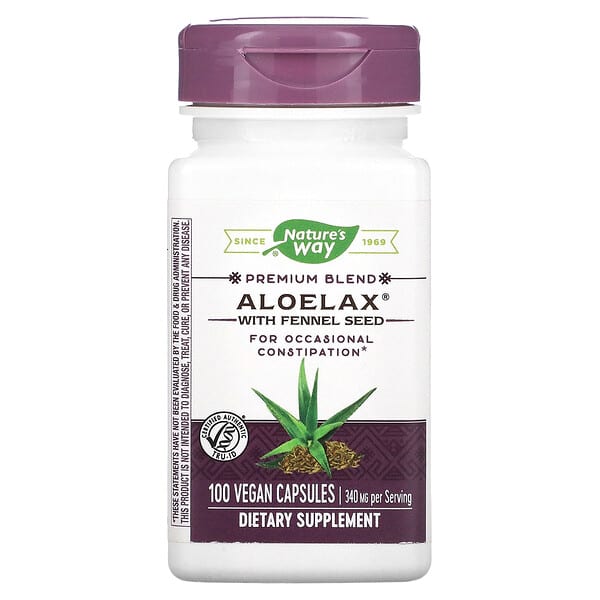 SINCE Nature's Way® 1969
PREMIUM BLEND
ALOELAX®
WITH FENNEL SEED
FOR OCCASIONAL
CONSTIPATION*
CERTIFIED AUTHENTIC*
TRU-ID
100 VEGAN CAPSULES | 340 MG per Serving
DIETARY SUPPLEMENT
*THESE STATEMENTS HAVE NOT BEEN EVALUATED BY THE FOOD & DRUG ADMINISTRATION.
THIS PRODUCT IS NOT INTENDED TO DIAGNOSE, TREAT, CURE, OR PREVENT ANY DISEASE.